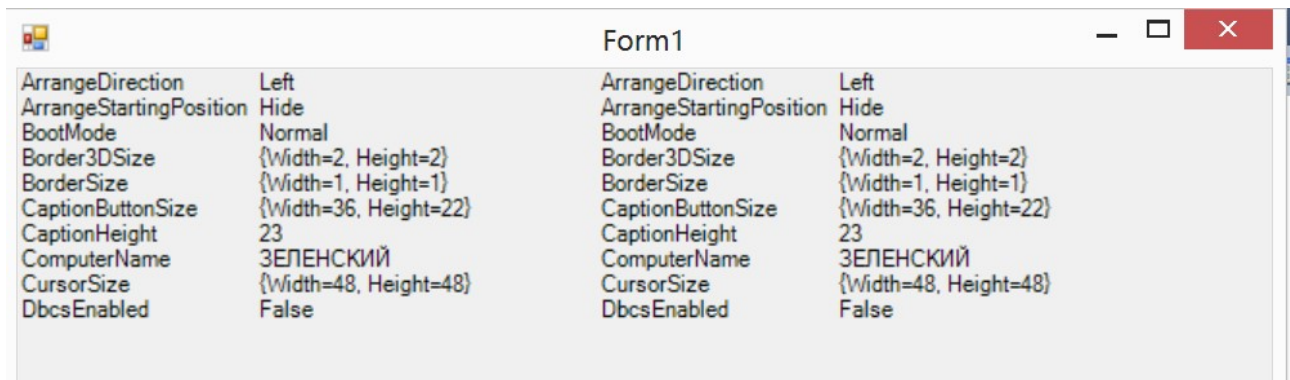 Form1
ArrangeDirection Left ArrangeDirection Left
ArrangeStartingPosition Hide ArrangeStartingPosition Hide
BootMode Normal BootMode Normal
Border3DSize {Width=2, Height=2} Border3DSize {Width=2, Height=2}
BorderSize {Width=1, Height=1} BorderSize {Width=1, Height=1}
CaptionButtonSize {Width=36, Height=22} CaptionButtonSize {Width=36, Height=22}
CaptionHeight 23 CaptionHeight 23
ComputerName ЗЕЛЕНСКИЙ ComputerName ЗЕЛЕНСКИЙ
CursorSize {Width=48, Height=48} CursorSize {Width=48, Height=48}
DbcsEnabled False DbcsEnabled False